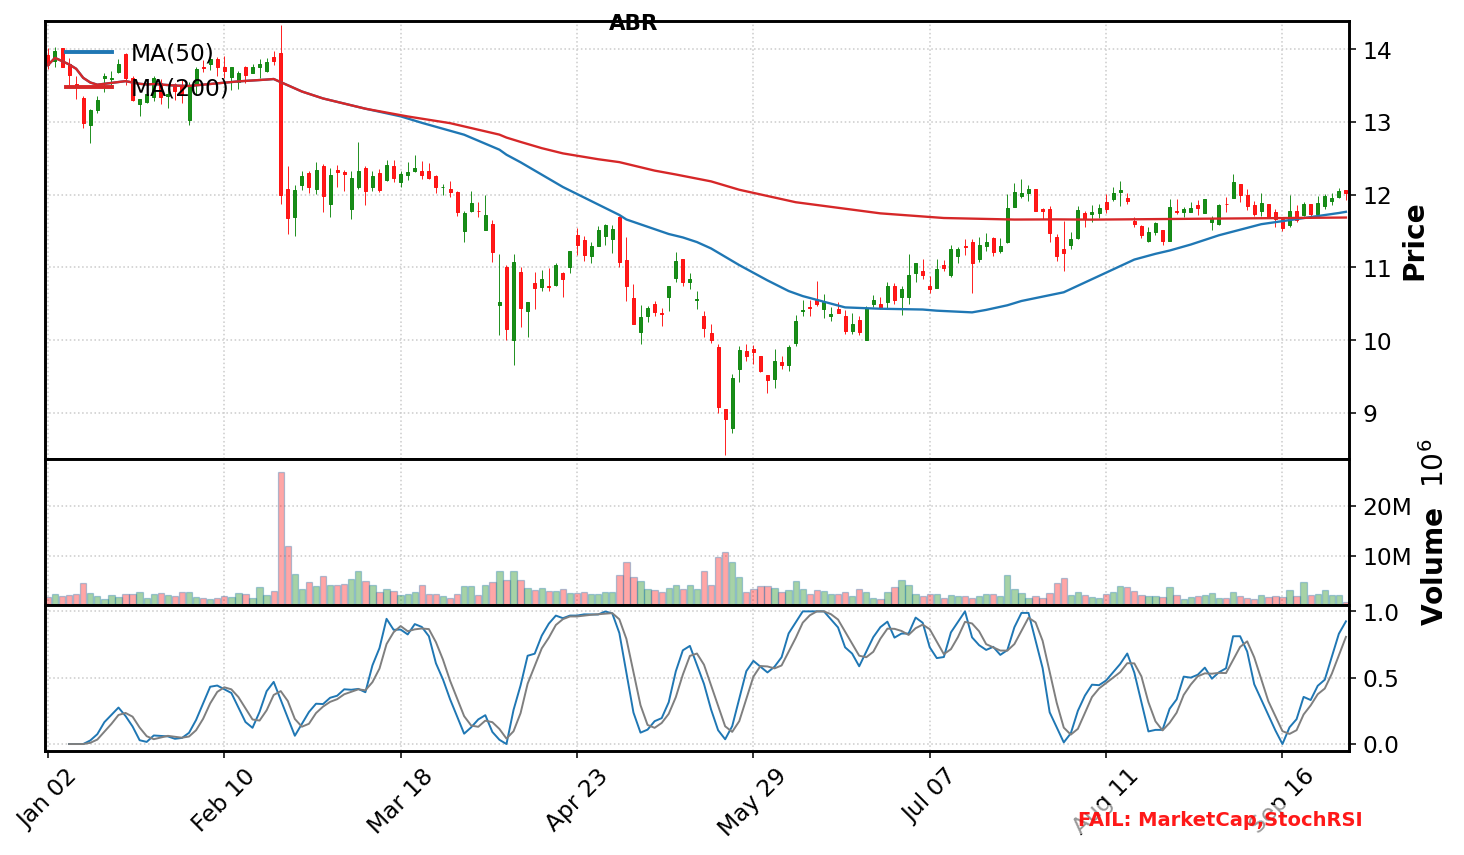 ABR
MA(50)
MA(200)
14
13
12
11
10
9
Price
20M
10M
Volume 10⁶
1.0
0.5
0.0
Jan 02
Feb 10
Mar 18
Apr 23
May 29
Jul 07
Aug 11
Sep 16
FAIL: MarketCap,StochRSI